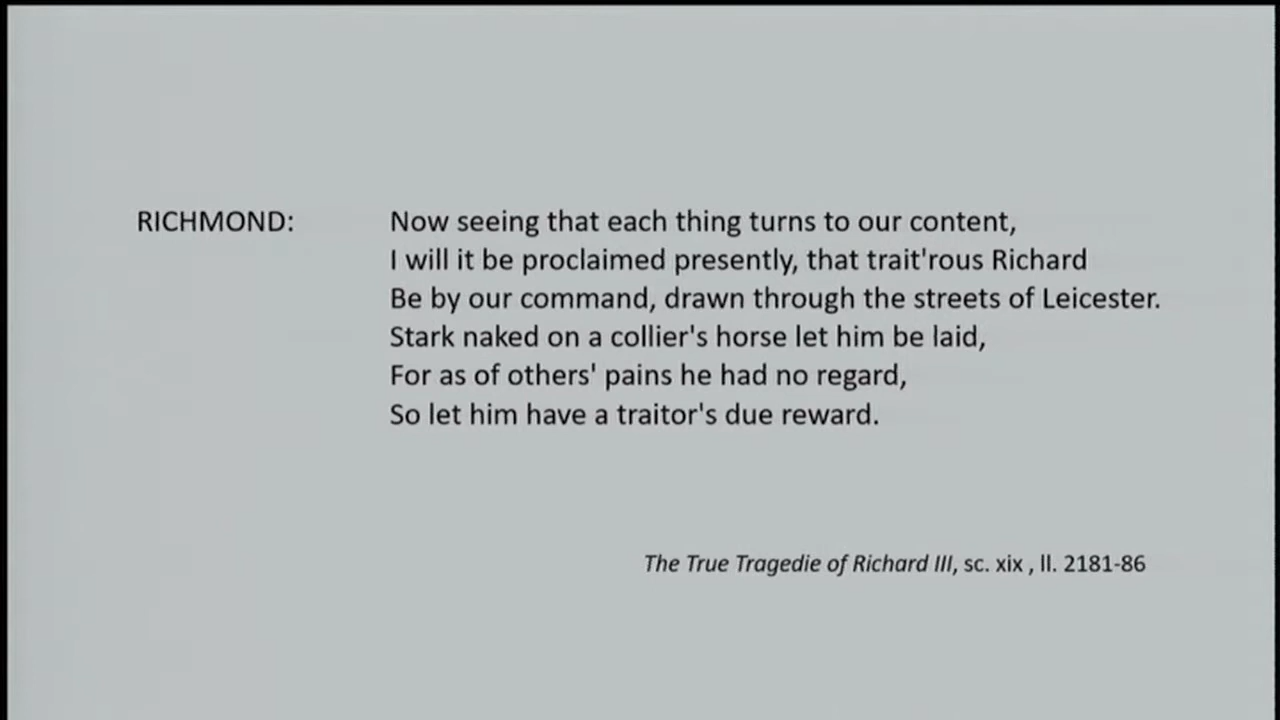 RICHMOND: Now seeing that each thing turns to our content,
I will it be proclaimed presently, that trait'rous Richard
Be by our command, drawn through the streets of Leicester.
Stark naked on a collier's horse let him be laid,
For as of others' pains he had no regard,
So let him have a traitor's due reward.
The True Tragedie of Richard III, sc. xix , ll. 2181-86